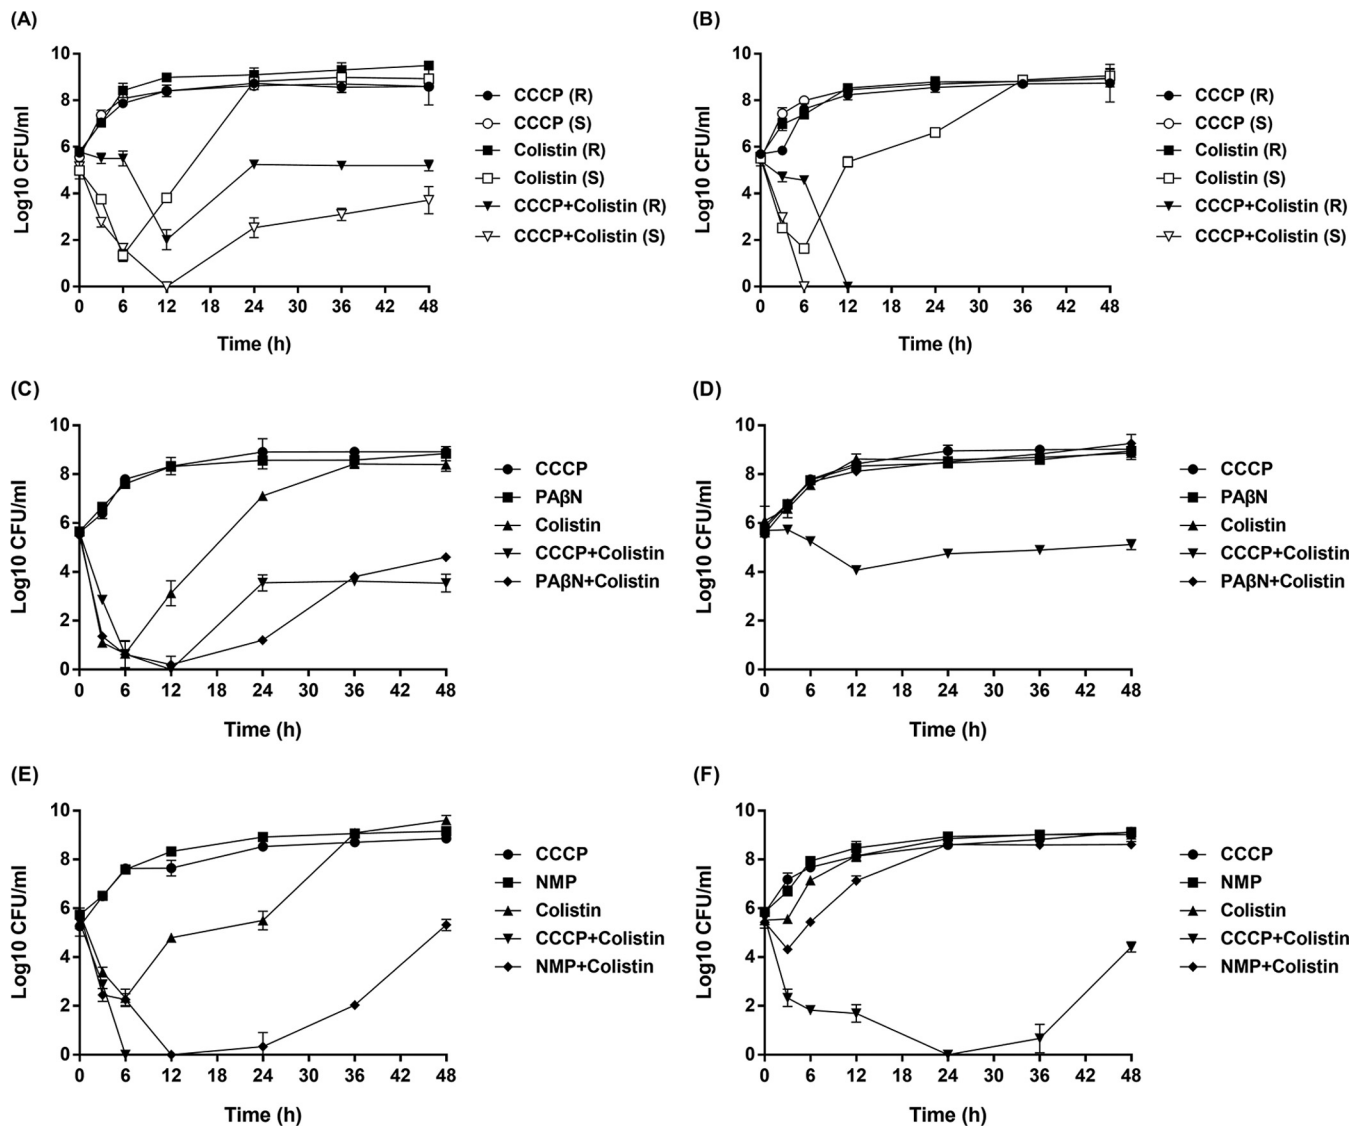 (A)
Log10 CFU/ml
10
8
6
4
2
0
0 6 12 18 24 30 36 42 48
Time (h)
CCCP (R)
CCCP (S)
Colistin (R)
Colistin (S)
CCCP+Colistin (R)
CCCP+Colistin (S)
(B)
Log10 CFU/ml
10
8
6
4
2
0
0 6 12 18 24 30 36 42 48
Time (h)
CCCP (R)
CCCP (S)
Colistin (R)
Colistin (S)
CCCP+Colistin (R)
CCCP+Colistin (S)
(C)
Log10 CFU/ml
10
8
6
4
2
0
0 6 12 18 24 30 36 42 48
Time (h)
CCCP
PAβN
Colistin
CCCP+Colistin
PAβN+Colistin
(D)
Log10 CFU/ml
10
8
6
4
2
0
0 6 12 18 24 30 36 42 48
Time (h)
CCCP
PAβN
Colistin
CCCP+Colistin
PAβN+Colistin
(E)
Log10 CFU/ml
10
8
6
4
2
0
0 6 12 18 24 30 36 42 48
Time (h)
CCCP
NMP
Colistin
CCCP+Colistin
NMP+Colistin
(F)
Log10 CFU/ml
10
8
6
4
2
0
0 6 12 18 24 30 36 42 48
Time (h)
CCCP
NMP
Colistin
CCCP+Colistin
NMP+Colistin